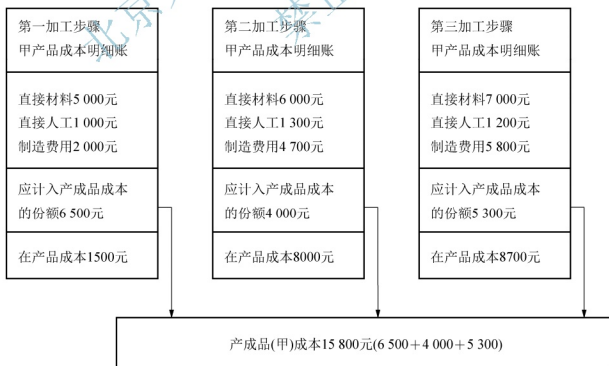 第一加工步骤
甲产品成本明细账
直接材料5 000元
直接人工1 000元
制造费用2 000元
应计入产成品成本
的份额6 500元
在产品成本1500元
第二加工步骤
甲产品成本明细账
直接材料6 000元
直接人工1 300元
制造费用4 700元
应计入产成品成本
的份额4 000元
在产品成本8000元
第三加工步骤
甲产品成本明细账
直接材料7 000元
直接人工1 200元
制造费用5 800元
应计入产成品成本
的份额5 300元
在产品成本8700元
产成品(甲)成本15 800元(6 500＋4 000＋5 300)
北京
禁止